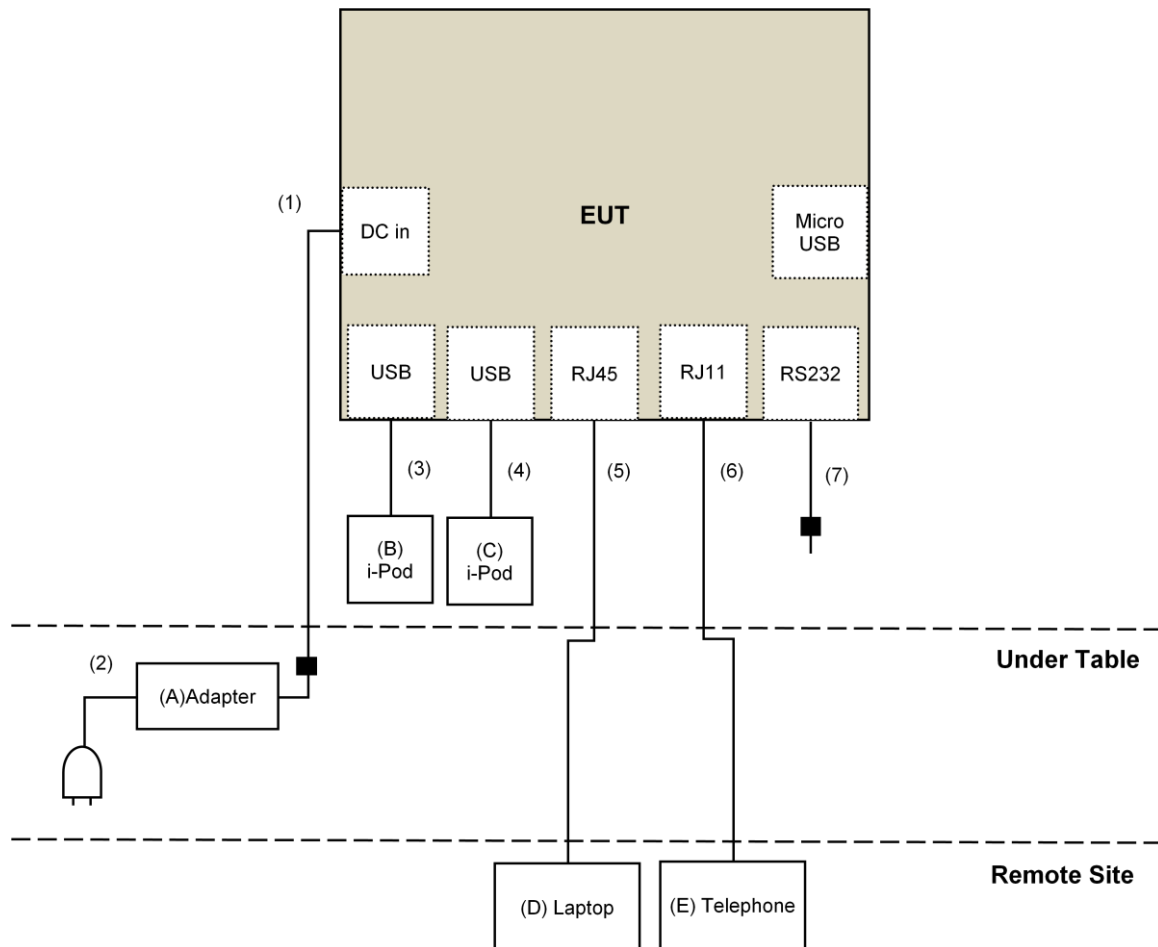 EUT
(1)
DC in
Micro
USB
USB
USB
RJ45
RJ11
RS232
(3)
(4)
(5)
(6)
(7)
(B)
i-Pod
(C)
i-Pod
Under Table
(2)
(A)Adapter
Remote Site
(D) Laptop
(E) Telephone